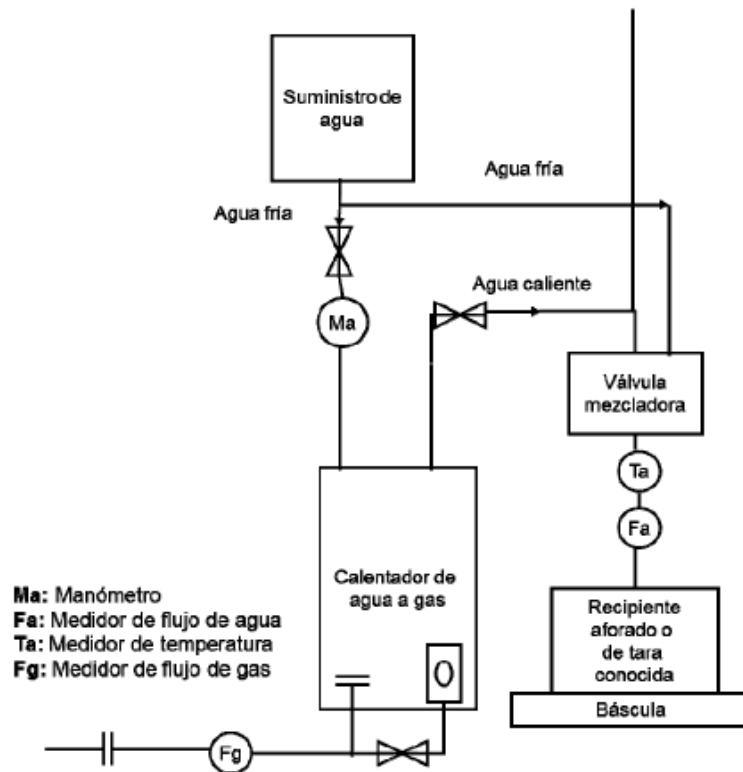 Suministro de
agua
Agua fría
Agua fría
Agua caliente
Ma
Válvula
mezcladora
Ta
Fa
Calentador de
agua a gas
Recipiente
aforado o
de tara
conocida
Báscula
Ma: Manómetro
Fa: Medidor de flujo de agua
Ta: Medidor de temperatura
Fg: Medidor de flujo de gas
Fg